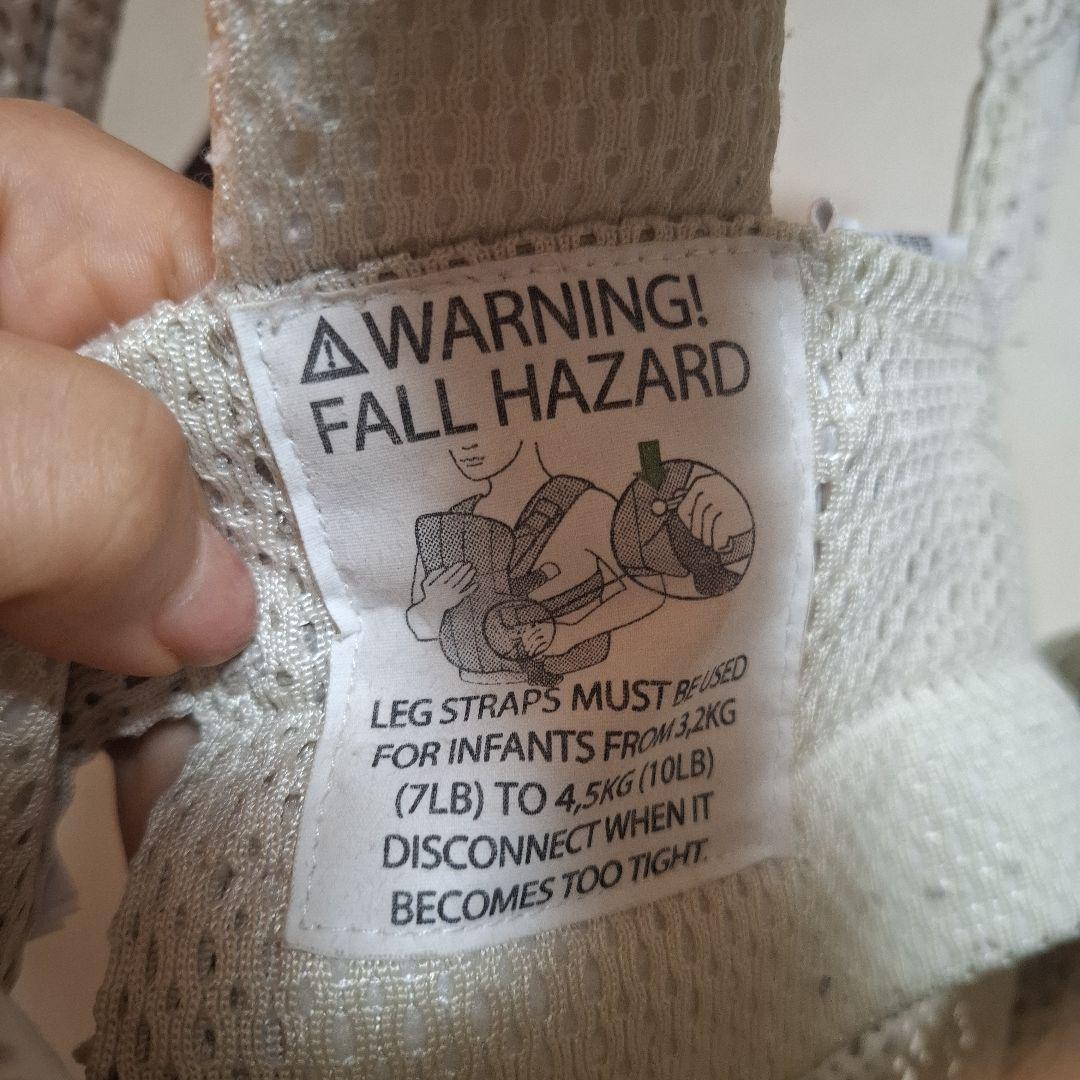 WARNING!
FALL HAZARD
LEG STRAPS MUST BE USED
FOR INFANTS FROM 3,2KG
(7LB) TO 4,5KG (10LB)
DISCONNECT WHEN IT
BECOMES TOO TIGHT.